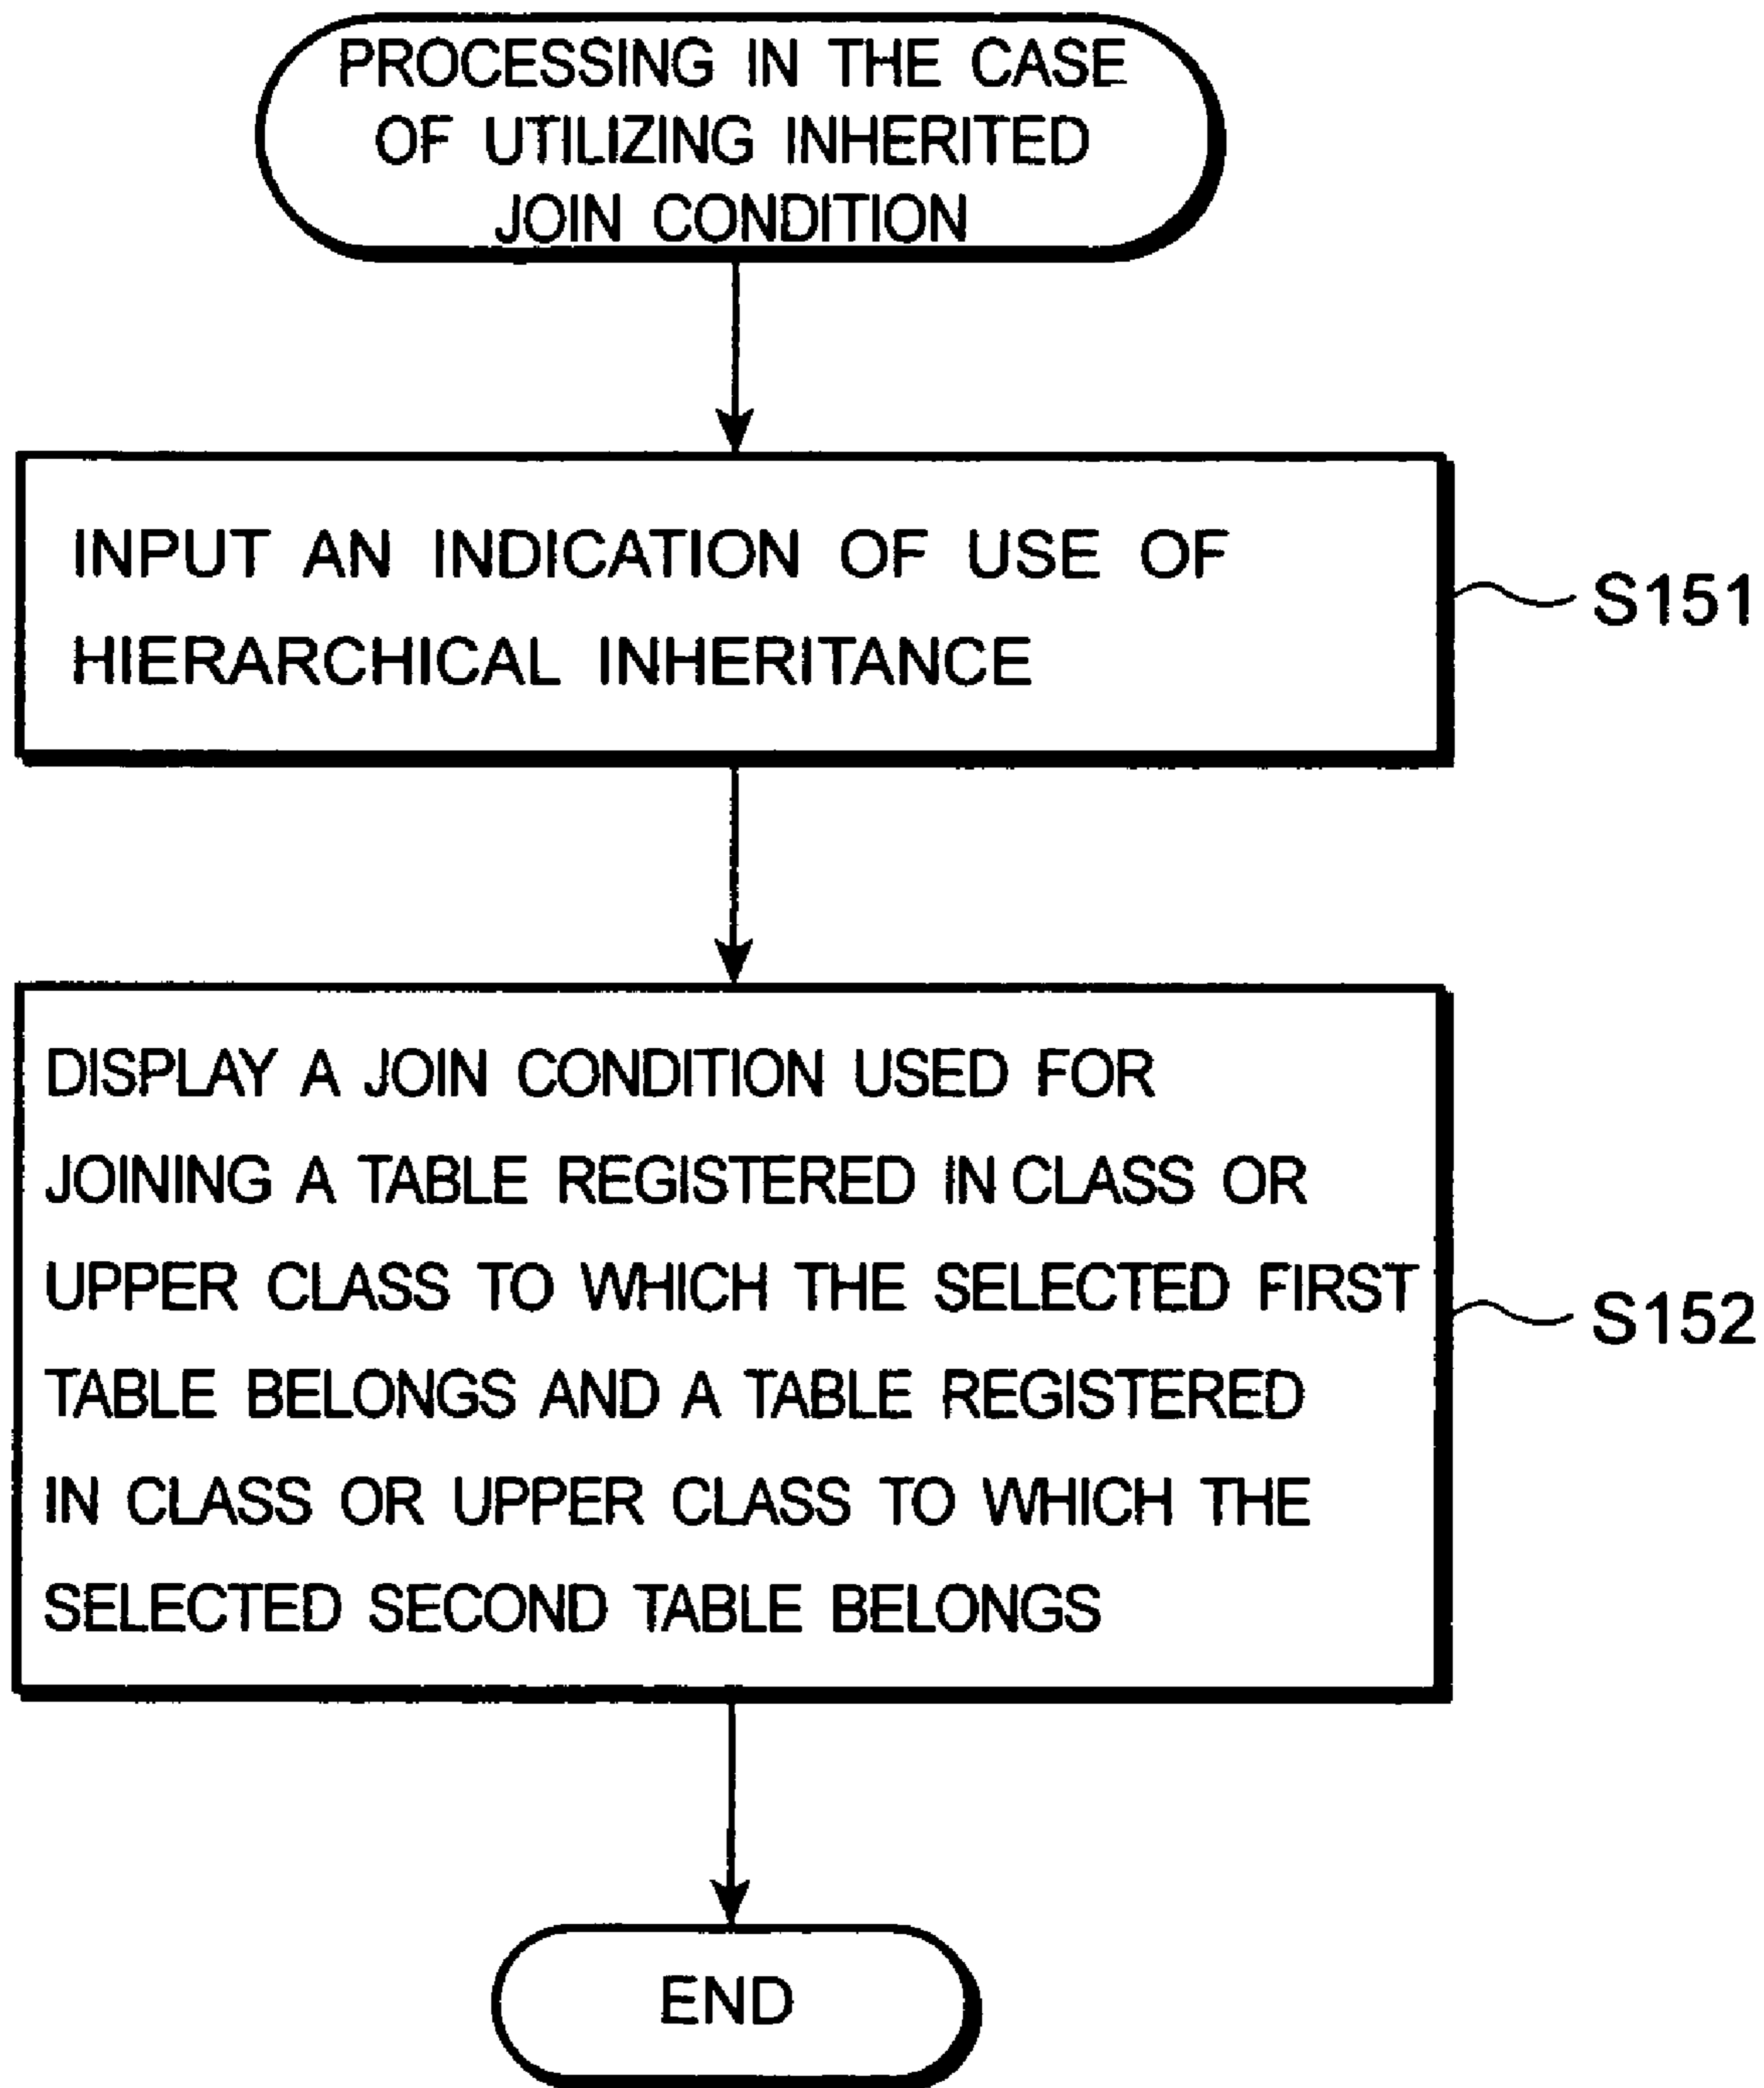 PROCESSING IN THE CASE
OF UTILIZING INHERITED
JOIN CONDITION
INPUT AN INDICATION OF USE OF
HIERARCHICAL INHERITANCE
S151
DISPLAY A JOIN CONDITION USED FOR
JOINING A TABLE REGISTERED IN CLASS OR
UPPER CLASS TO WHICH THE SELECTED FIRST
TABLE BELONGS AND A TABLE REGISTERED
IN CLASS OR UPPER CLASS TO WHICH THE
SELECTED SECOND TABLE BELONGS
S152
END